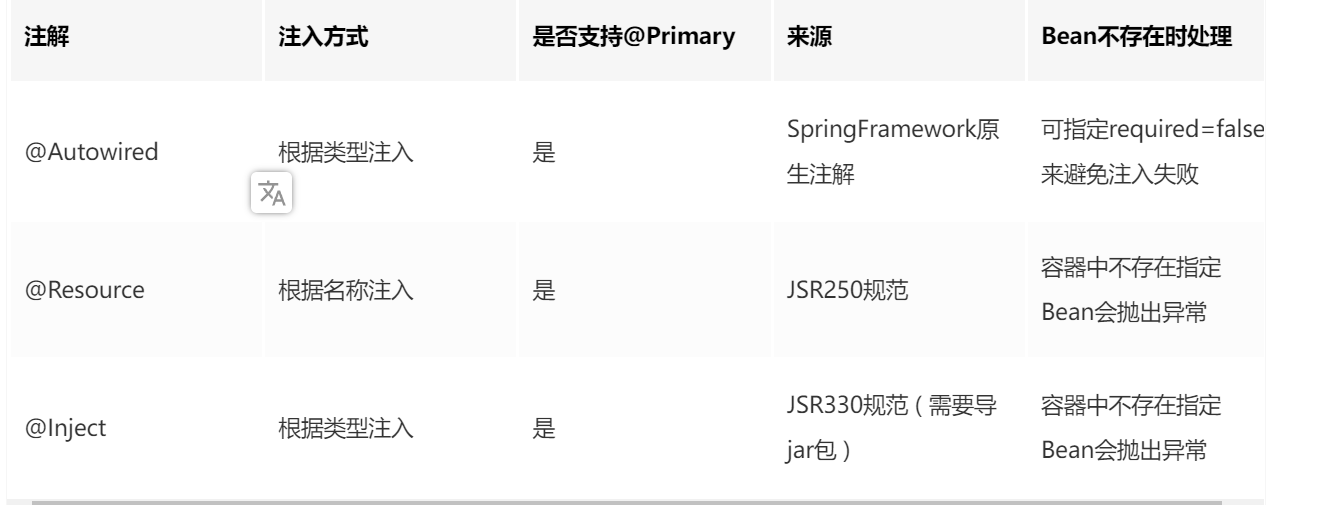 注解 注入方式 是否支持@Primary 来源 Bean不存在时处理
@Autowired 根据类型注入 是 SpringFramework原 可指定required=false
生注解 来避免注入失败
@Resource 根据名称注入 是 JSR250规范 容器中不存在指定
Bean会抛出异常
@Inject 根据类型注入 是 JSR330规范 ( 需要导 容器中不存在指定
jar包 ) Bean会抛出异常